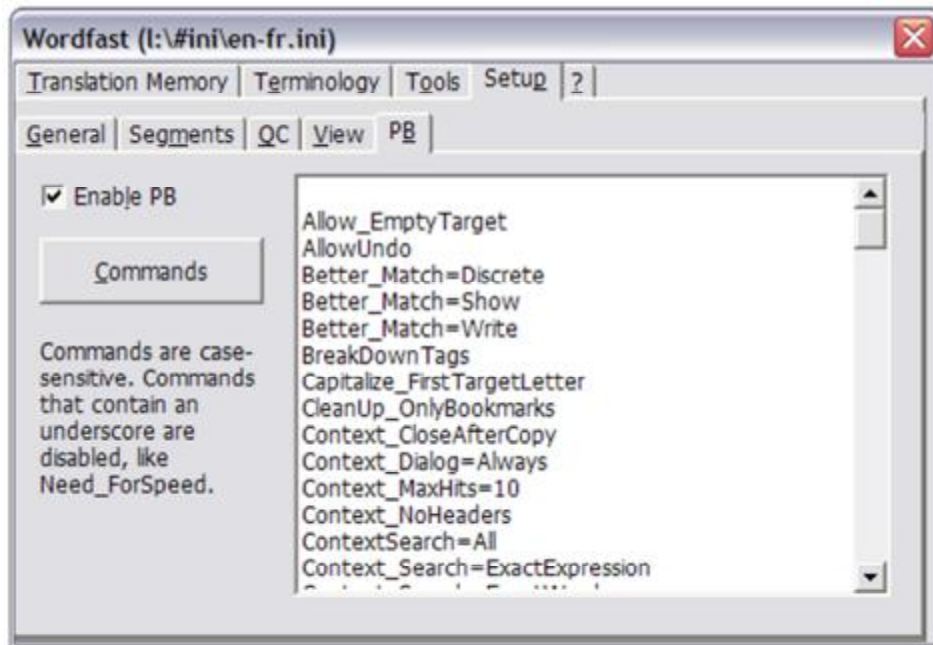 Wordfast (I:\#ini\en-fr.ini)
Translation Memory Terminology Tools Setup ?
General Segments QC View PB
Enable PB
Commands
Commands are case-
sensitive. Commands
that contain an
underscore are
disabled, like
Need_ForSpeed.
Allow_EmptyTarget
AllowUndo
Better_Match=Discrete
Better_Match=Show
Better_Match=Write
BreakDownTags
Capitalize_FirstTargetLetter
CleanUp_OnlyBookmarks
Context_CloseAfterCopy
Context_Dialog=Always
Context_MaxHits=10
Context_NoHeaders
ContextSearch=All
Context_Search=ExactExpression